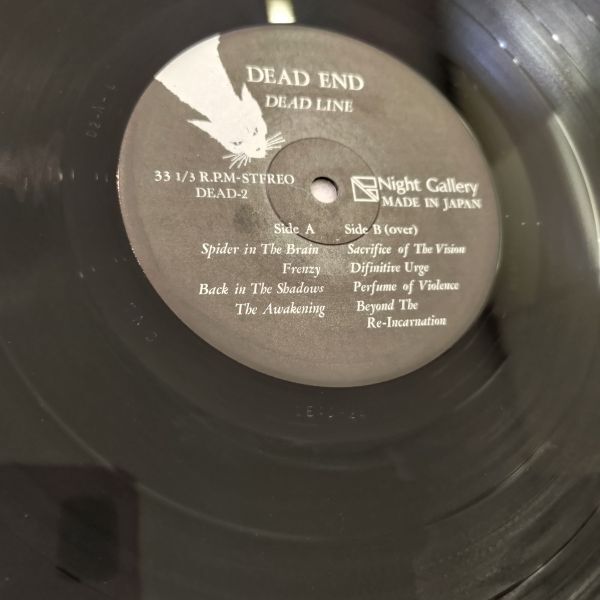 DEAD END
DEAD LINE
33 1/3 R.P.M-STEREO
DEAD-2
Night Gallery
MADE IN JAPAN
Side A
Spider in The Brain
Frenzy
Back in The Shadows
The Awakening
Side B (over)
Sacrifice of The Vision
Difinitive Urge
Perfume of Violence
Beyond The
Re-Incarnation